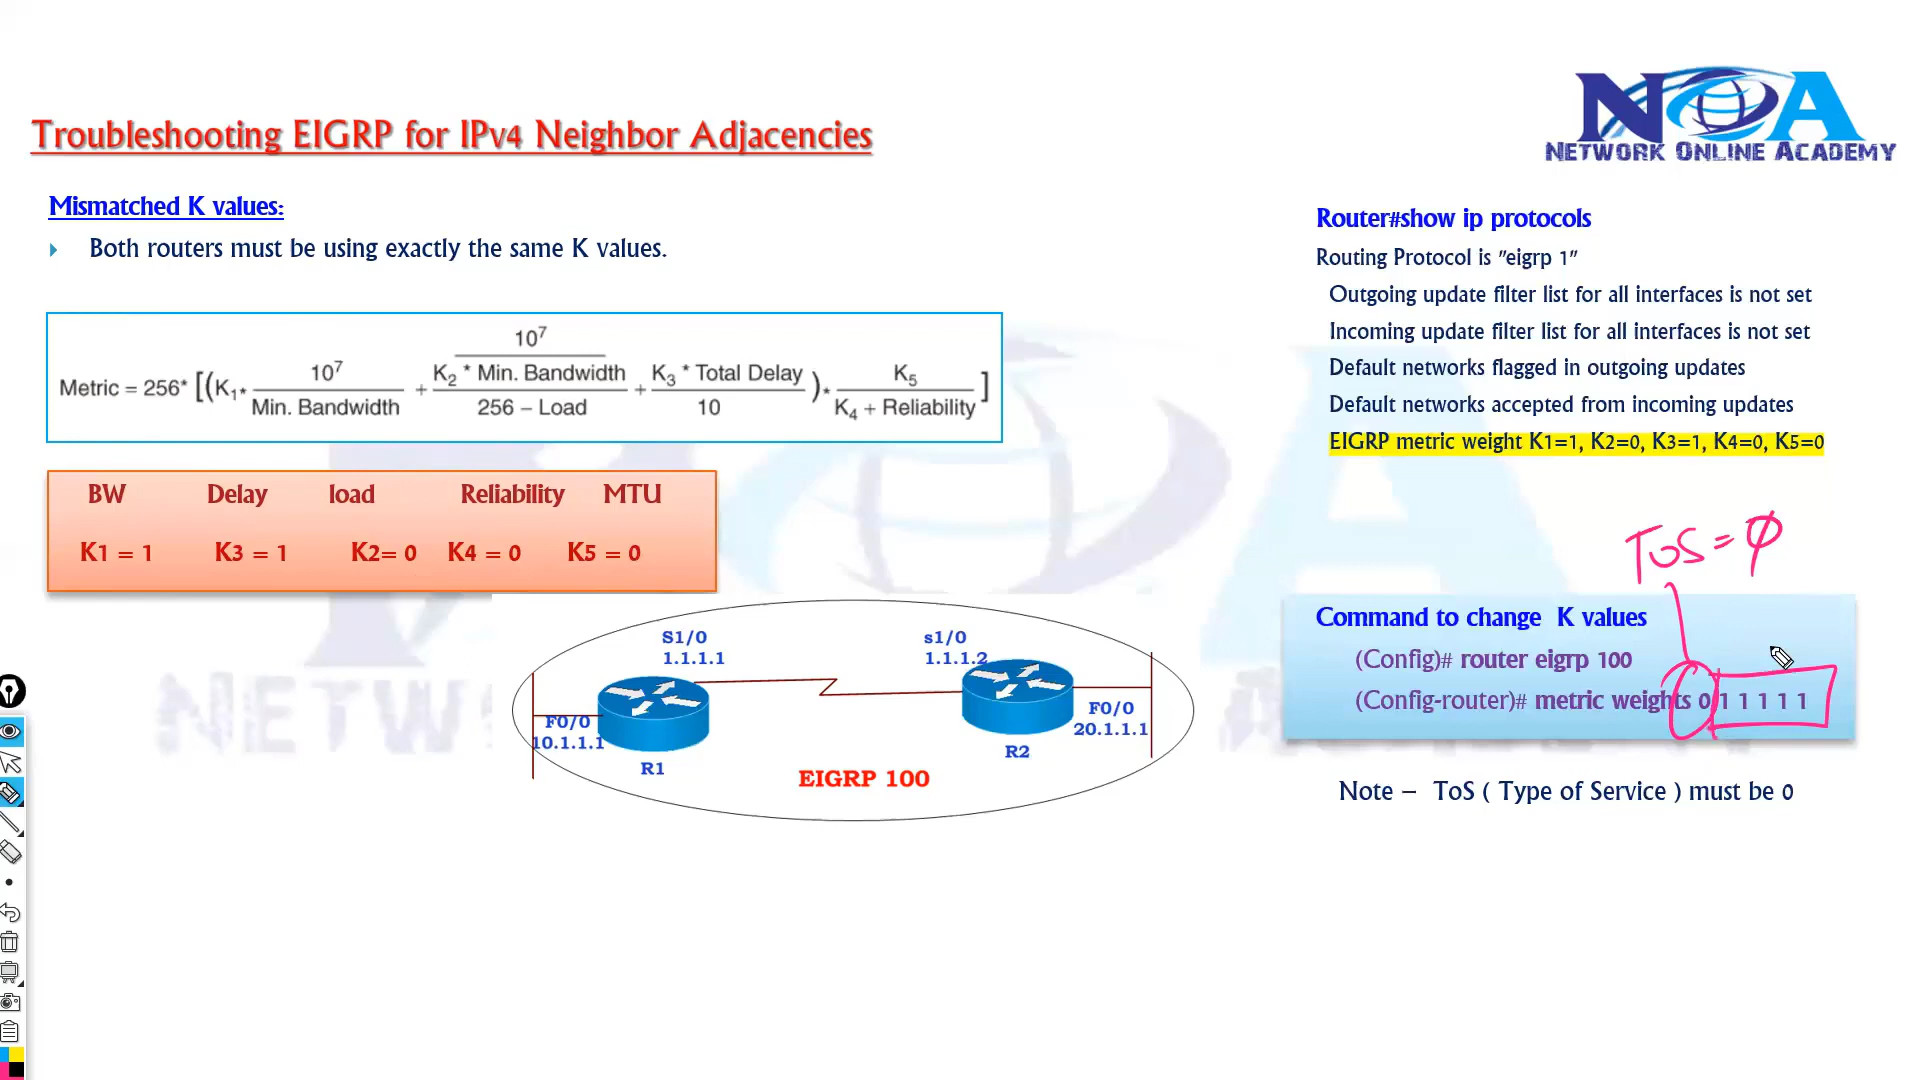 NOA
NETWORK ONLINE ACADEMY
Troubleshooting EIGRP for IPv4 Neighbor Adjacencies
Mismatched K values:
Both routers must be using exactly the same K values.
Metric = 256* [(K1* 10^7 / Min. Bandwidth + 10^7 / K2 * Min. Bandwidth / 256 – Load + K3 * Total Delay / 10 )* K5 / K4 + Reliability ]
BW Delay load Reliability MTU
K1 = 1 K3 = 1 K2= 0 K4 = 0 K5 = 0
Router#show ip protocols
Routing Protocol is "eigrp 1"
Outgoing update filter list for all interfaces is not set
Incoming update filter list for all interfaces is not set
Default networks flagged in outgoing updates
Default networks accepted from incoming updates
EIGRP metric weight K1=1, K2=0, K3=1, K4=0, K5=0
ToS = 0
Command to change K values
(Config)# router eigrp 100
(Config-router)# metric weights 0 1 1 1 1 1
Note – ToS ( Type of Service ) must be 0
S1/0
1.1.1.1
s1/0
1.1.1.2
F0/0
10.1.1.1
R1
F0/0
20.1.1.1
R2
EIGRP 100